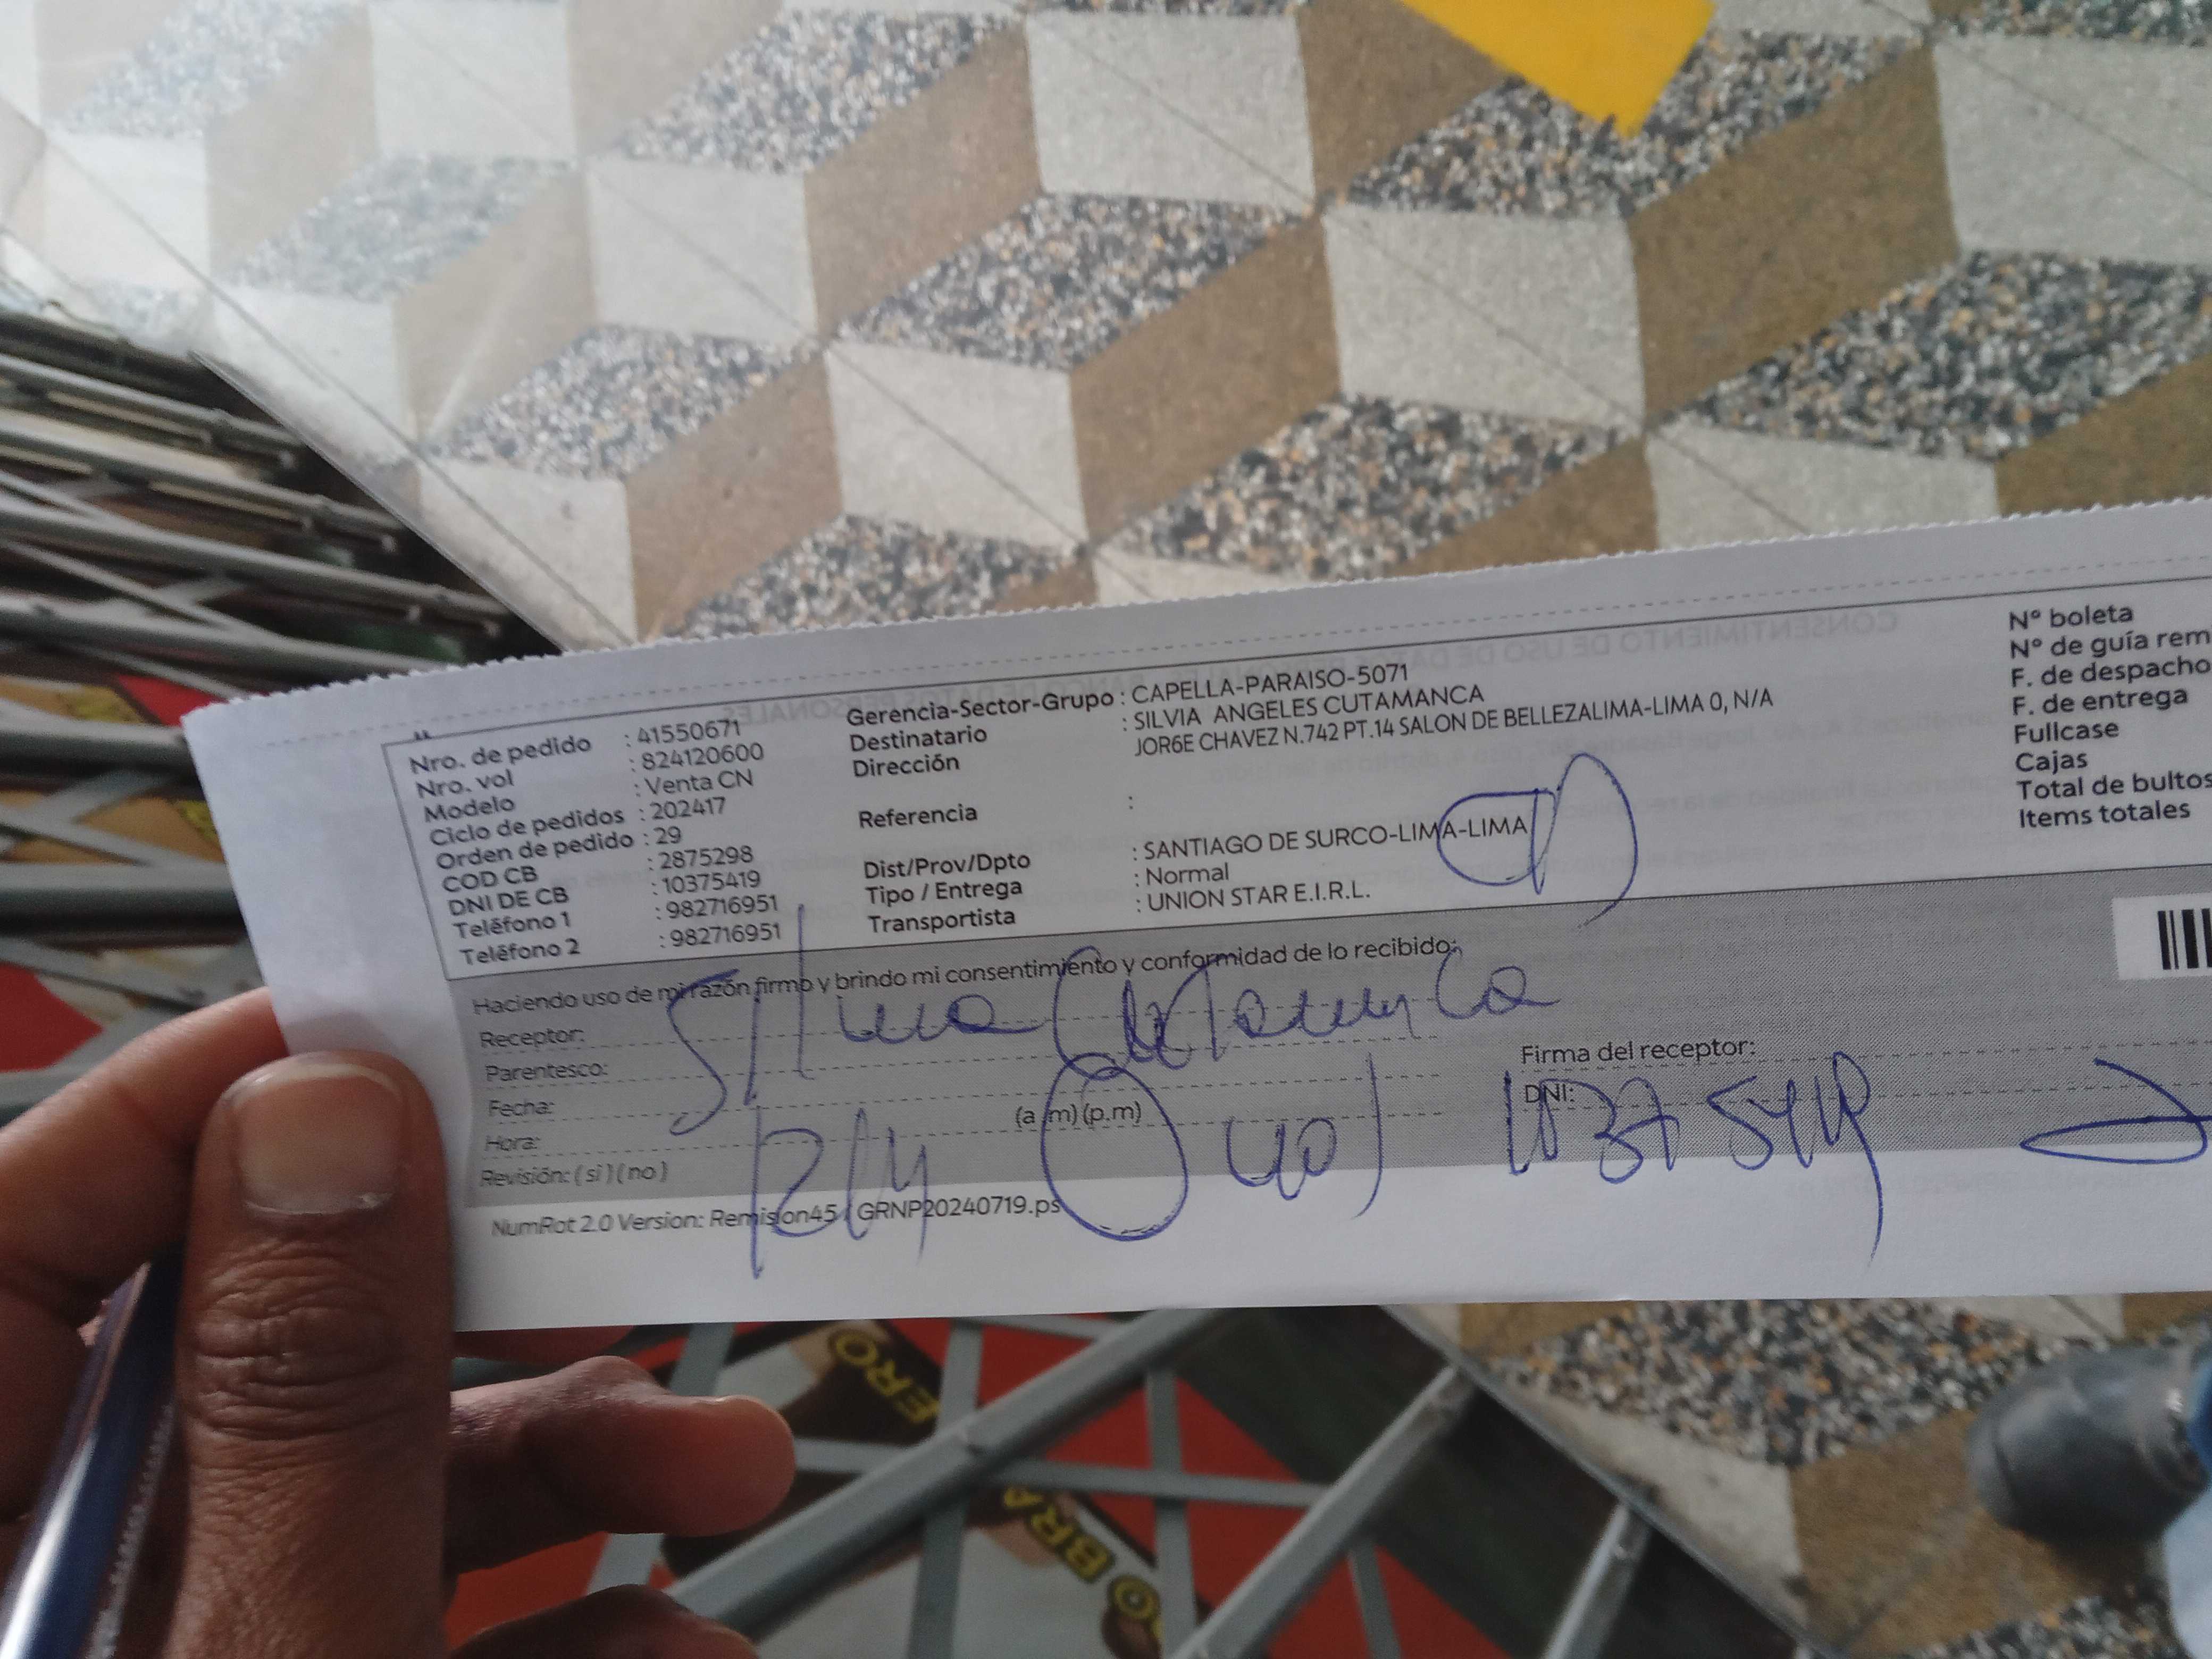 Nro. de pedido : 41550671
Nro. vol : 824120600
Modelo : Venta CN
Ciclo de pedidos : 202417
Orden de pedido : 29
COD CB : 2875298
DNI DE CB : 10375419
Teléfono 1 : 982716951
Teléfono 2 : 982716951
Gerencia-Sector-Grupo : CAPELLA-PARAISO-5071
Destinatario : SILVIA ANGELES CUTAMANCA
Dirección JOR6E CHAVEZ N.742 PT.14 SALON DE BELLEZALIMA-LIMA 0, N/A
Referencia :
Dist/Prov/Dpto : SANTIAGO DE SURCO-LIMA-LIMA
Tipo / Entrega : Normal
Transportista : UNION STAR E.I.R.L.
N° boleta
N° de guía rem
F. de despacho
F. de entrega
Fullcase
Cajas
Total de bultos
Items totales
Haciendo uso de mi razón firmo y brindo mi consentimiento y conformidad de lo recibido:
Receptor: Silvia Cutamanca
Parentesco:
Fecha:
Hora: (a.m) (p.m)
Revisión: ( si ) ( no )
Firma del receptor:
DNI: 10375419
NumRot 2.0 Version: Remision45 / GRNP20240719.ps
CONSENTIMIENTO DE USO DE DATOS PERSONALES
ERO
O BRA